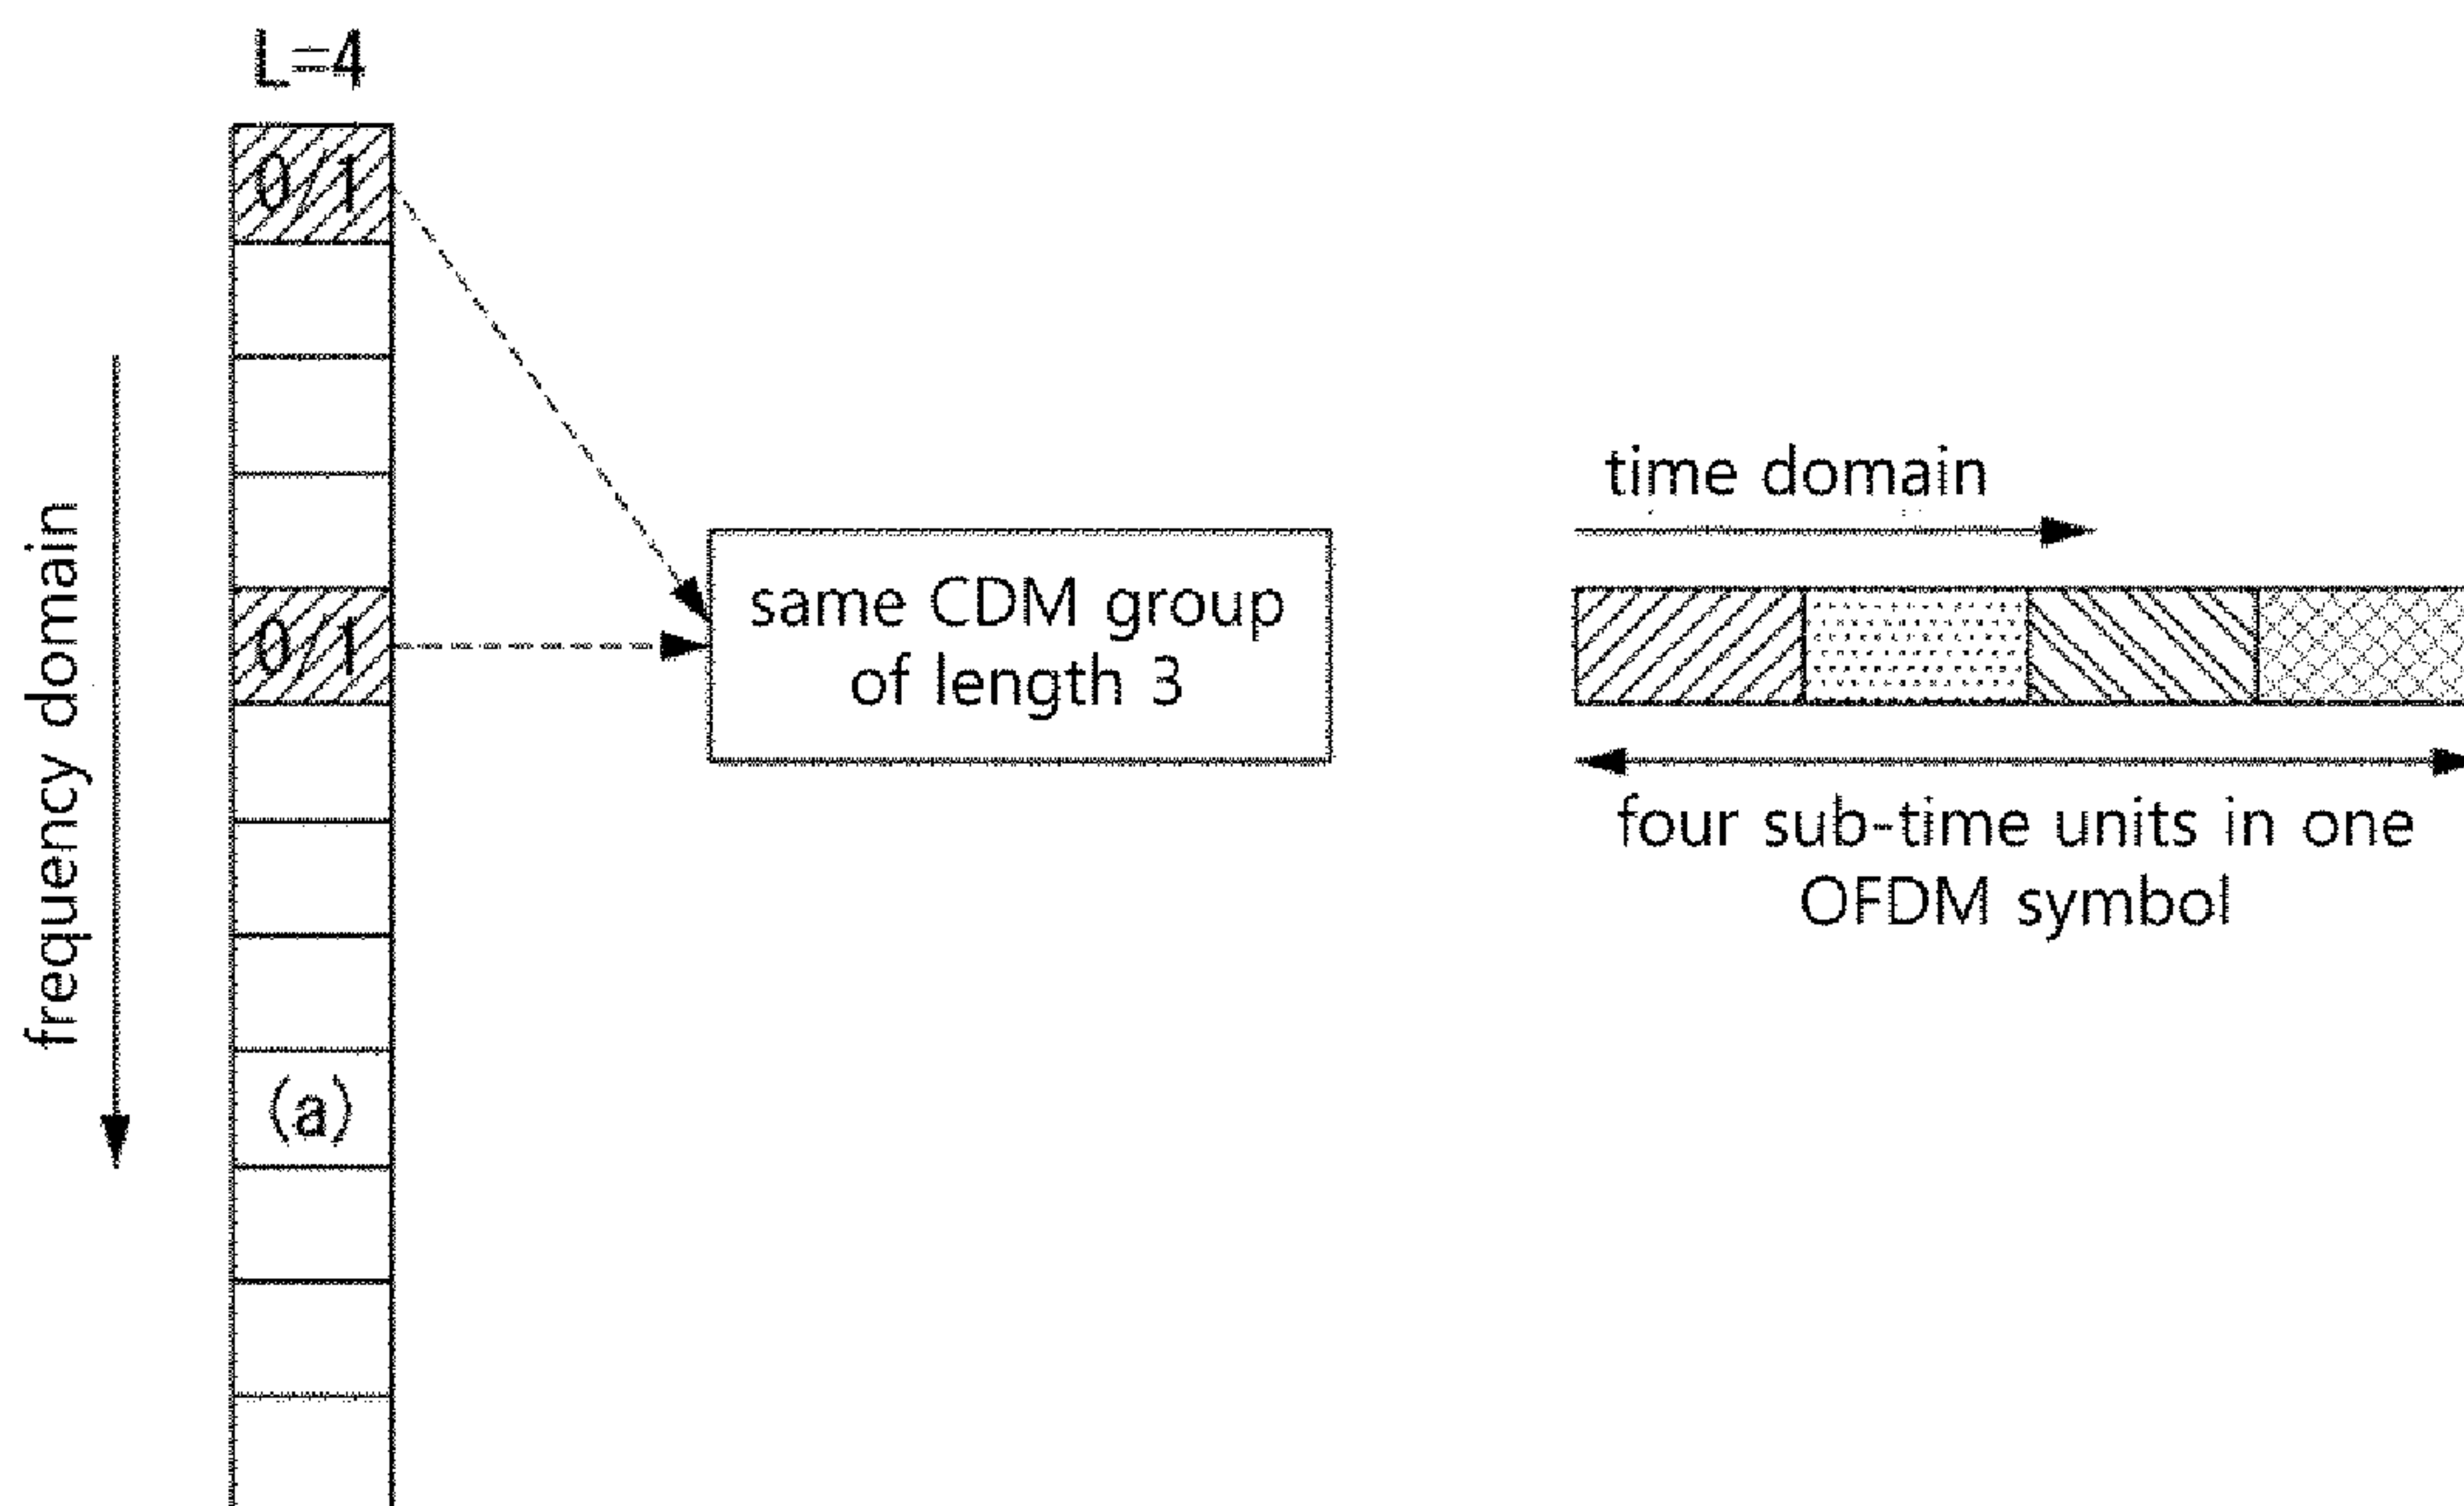 L=4
0/1
frequency domain
0/1
same CDM group
of length 3
time domain
four sub-time units in one
OFDM symbol
(a)